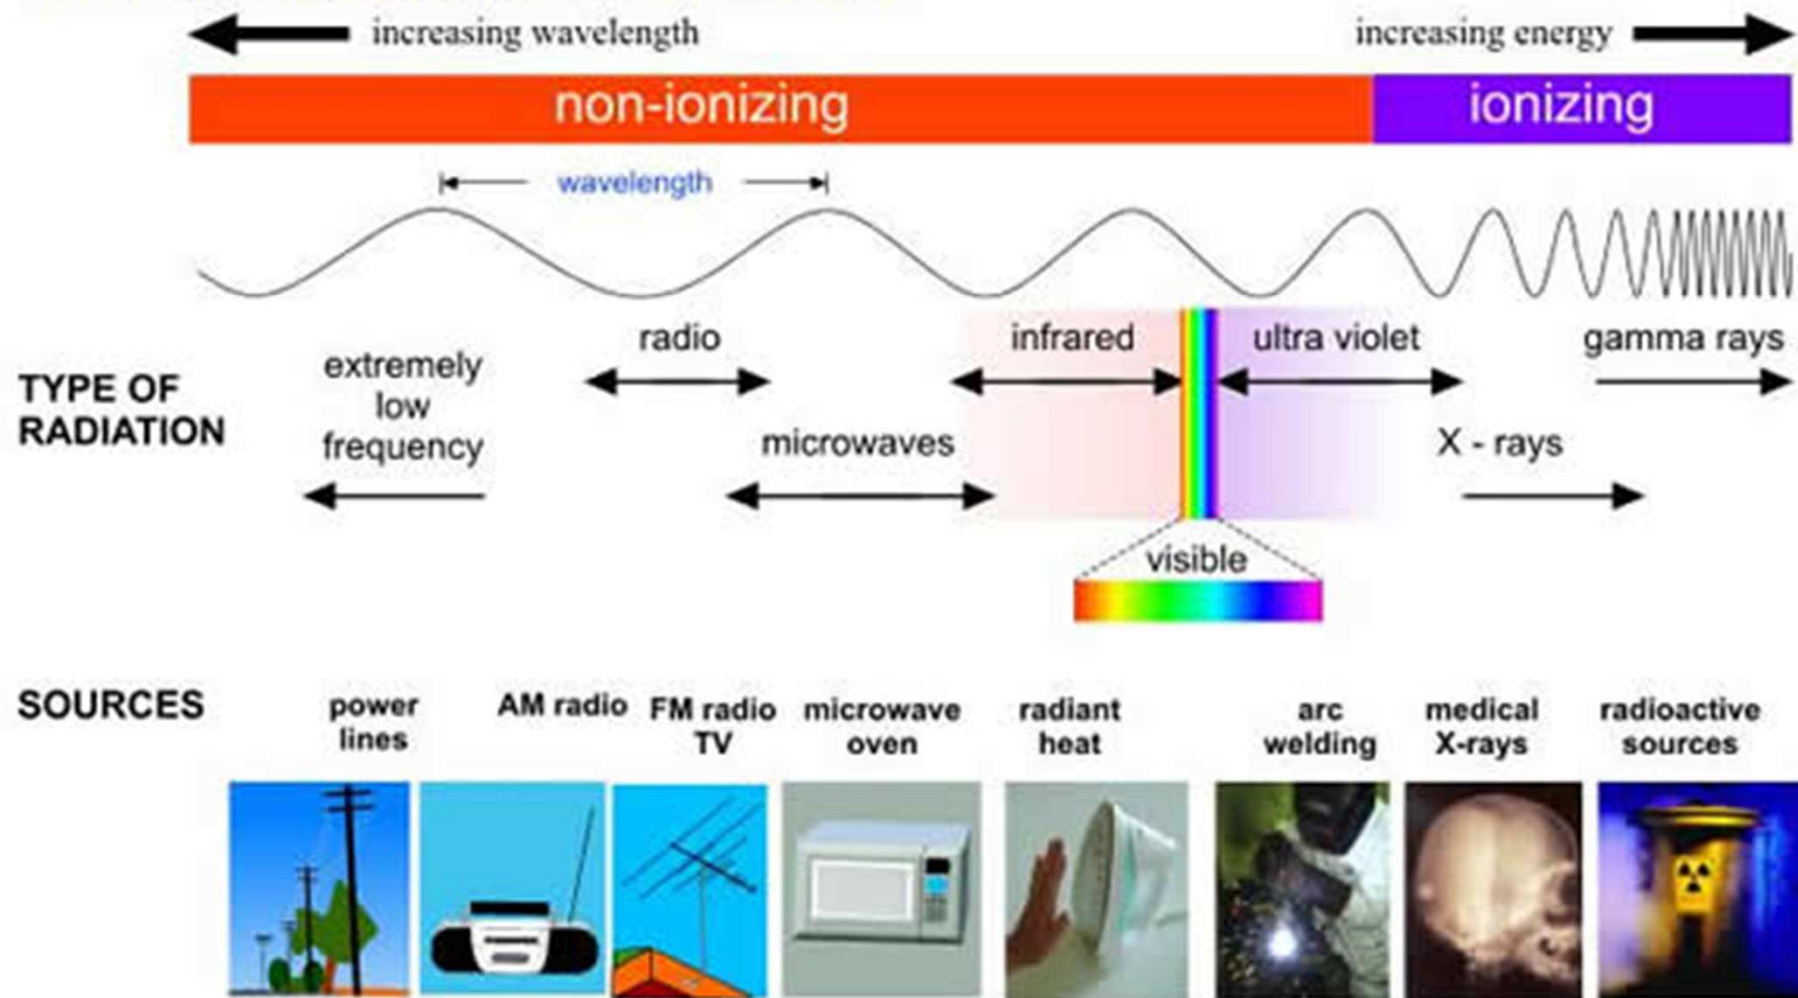 increasing wavelength
increasing energy
non-ionizing
ionizing
wavelength
radio
infrared
ultra violet
gamma rays
extremely
low
frequency
TYPE OF
RADIATION
microwaves
X - rays
visible
SOURCES
power
lines
AM radio
FM radio
TV
microwave
oven
radiant
heat
arc
welding
medical
X-rays
radioactive
sources